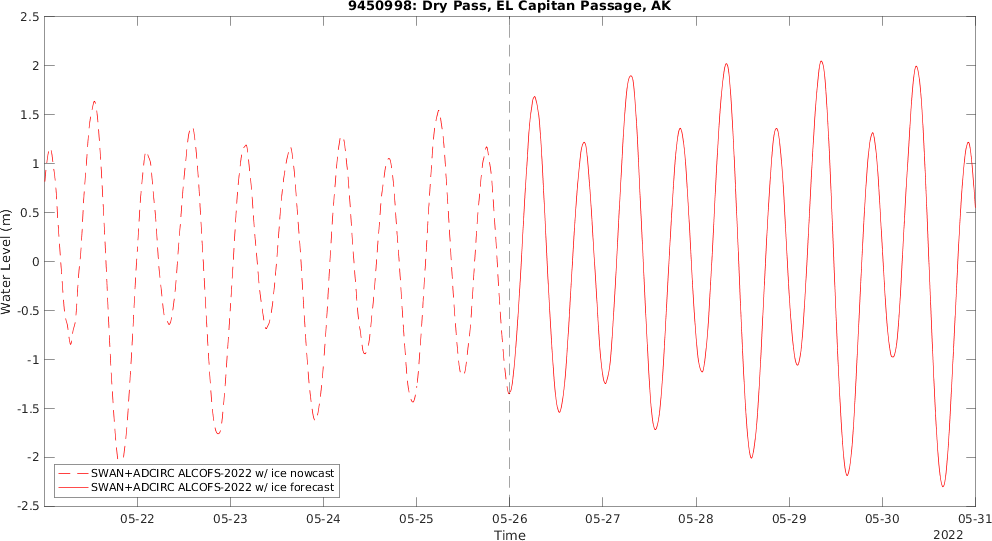 9450998: Dry Pass, EL Capitan Passage, AK
2.5
2
1.5
1
0.5
0
-0.5
-1
-1.5
-2
-2.5
Water Level (m)
SWAN+ADCIRC ALCOFS-2022 w/ ice nowcast
SWAN+ADCIRC ALCOFS-2022 w/ ice forecast
05-22 05-23 05-24 05-25 05-26 05-27 05-28 05-29 05-30 05-31
Time
2022